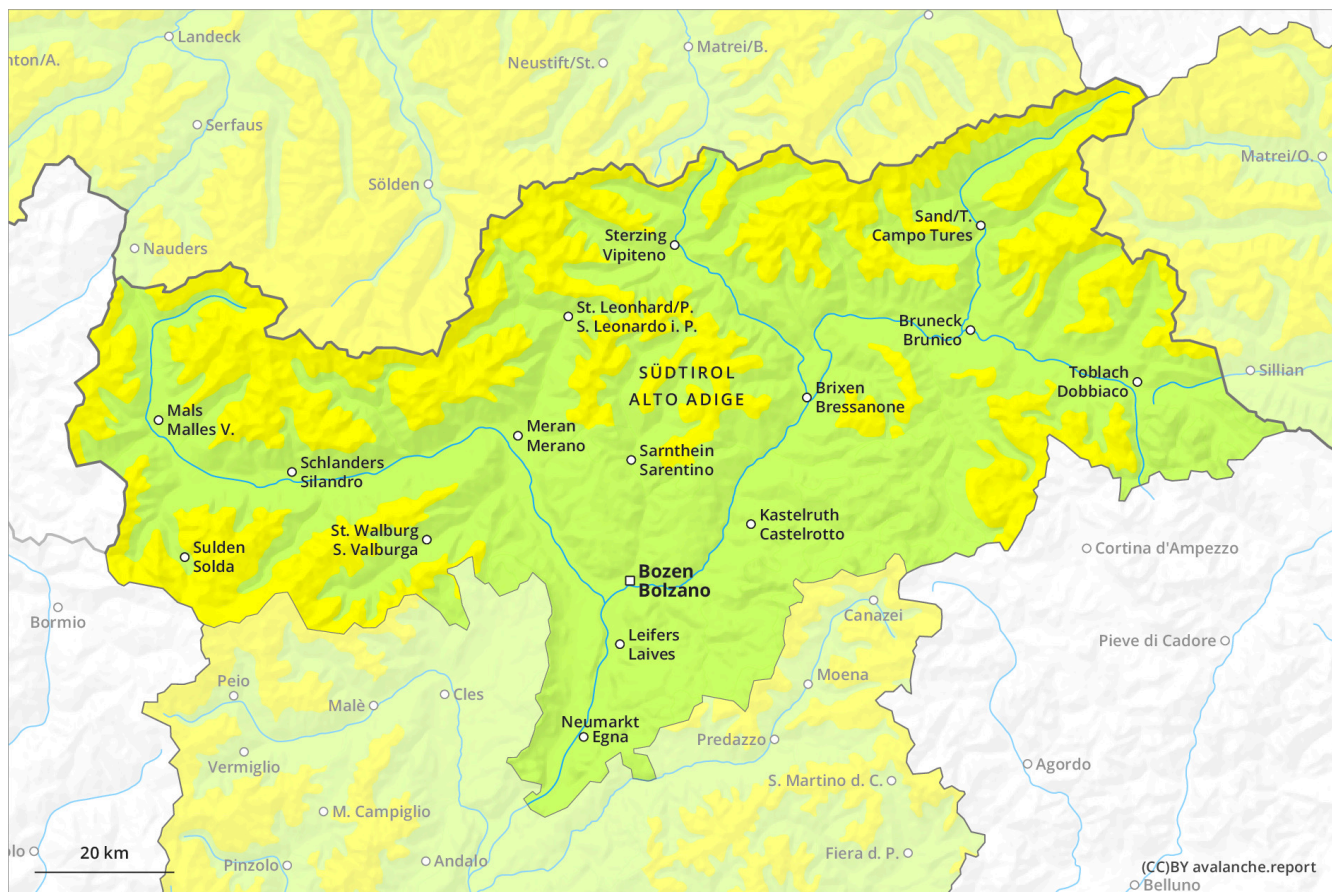 Landeck
Matrei/B.
nton/A.
Neustift/St.
Serfaus
Matrei/O.
Sölden
Sand/T.
Campo Tures
Sterzing
Vipiteno
Nauders
St. Leonhard/P.
S. Leonardo i. P.
Bruneck
Brunico
SÜDTIROL
ALTO ADIGE
Toblach
Dobbiaco
Sillian
Brixen
Bressanone
Mals
Malles V.
Meran
Merano
Sarnthein
Sarentino
Schlanders
Silandro
Kastelruth
Castelrotto
St. Walburg
S. Valburga
Sulden
Solda
Cortina d'Ampezzo
Bozen
Bolzano
Bormio
Canazei
Leifers
Laives
Pieve di Cadore
Peio
Moena
Malè
Cles
Neumarkt
Egna
Predazzo
Vermiglio
Agordo
S. Martino d. C.
M. Campiglio
olo
20 km
Pinzolo
Andalo
Fiera d. P.
(CC)BY avalanche.report
Belluno